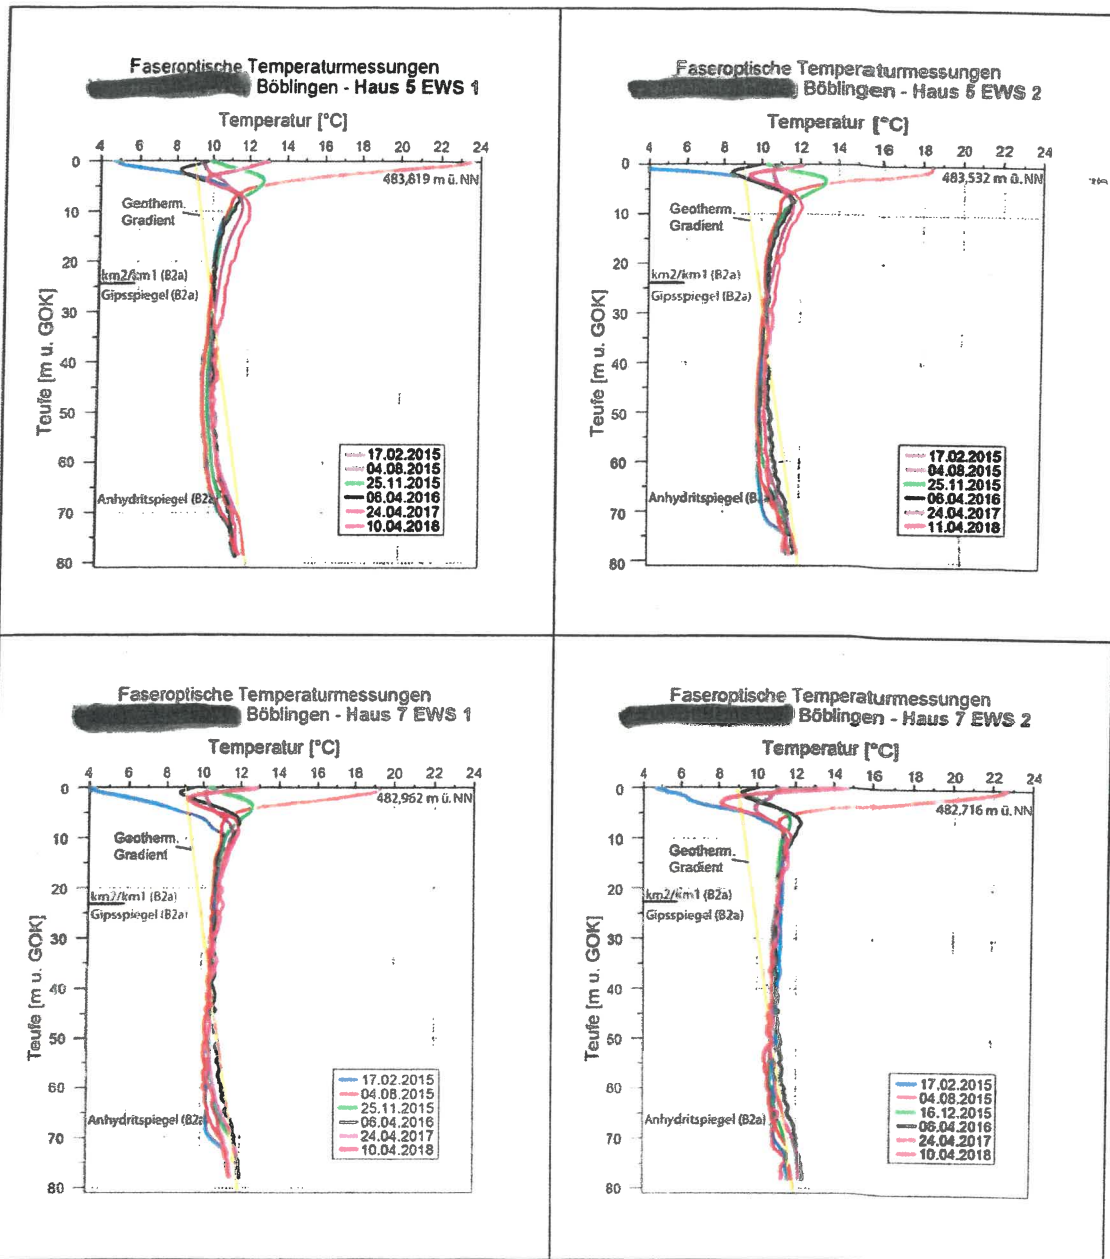 Faseroptische Temperaturmessungen
Böblingen - Haus 5 EWS 1
Temperatur [°C]
4 6 8 10 12 14 16 18 20 22 24
483,819 m ü. NN
Geotherm.
Gradient
km2/km1 (B2a)
Gipsspiegel (B2a)
Anhydritspiegel (B2a
Teufe [m u. GOK]
0
10
20
30
40
50
60
70
80
17.02.2015
04.08.2015
25.11.2015
06.04.2016
24.04.2017
10.04.2018
Faseroptische Temperaturmessungen
Böblingen - Haus 5 EWS 2
Temperatur [°C]
4 6 8 10 12 14 16 18 20 22 24
483,532 m ü. NN
Geotherm.
Gradient
km2/km1 (B2a)
Gipsspiegel (B2a)
Anhydritspiegel (B2a
Teufe [m u. GOK]
0
10
20
30
40
50
60
70
80
17.02.2015
04.08.2015
25.11.2015
06.04.2016
24.04.2017
11.04.2018
Faseroptische Temperaturmessungen
Böblingen - Haus 7 EWS 1
Temperatur [°C]
4 6 8 10 12 14 16 18 20 22 24
482,962 m ü. NN
Geotherm.
Gradient
km2/km1 (B2a)
Gipsspiegel (B2a)
Anhydritspiegel (B2a
Teufe [m u. GOK]
0
10
20
30
40
50
60
70
80
17.02.2015
04.08.2015
25.11.2015
06.04.2016
24.04.2017
10.04.2018
Faseroptische Temperaturmessungen
Böblingen - Haus 7 EWS 2
Temperatur [°C]
4 6 8 10 12 14 16 18 20 22 24
482,716 m ü. NN
Geotherm.
Gradient
km2/km1 (B2a)
Gipsspiegel (B2a)
Anhydritspiegel (B2a)
Teufe [m u. GOK]
0
10
20
30
40
50
60
70
80
17.02.2015
04.08.2015
16.12.2015
06.04.2016
24.04.2017
10.04.2018